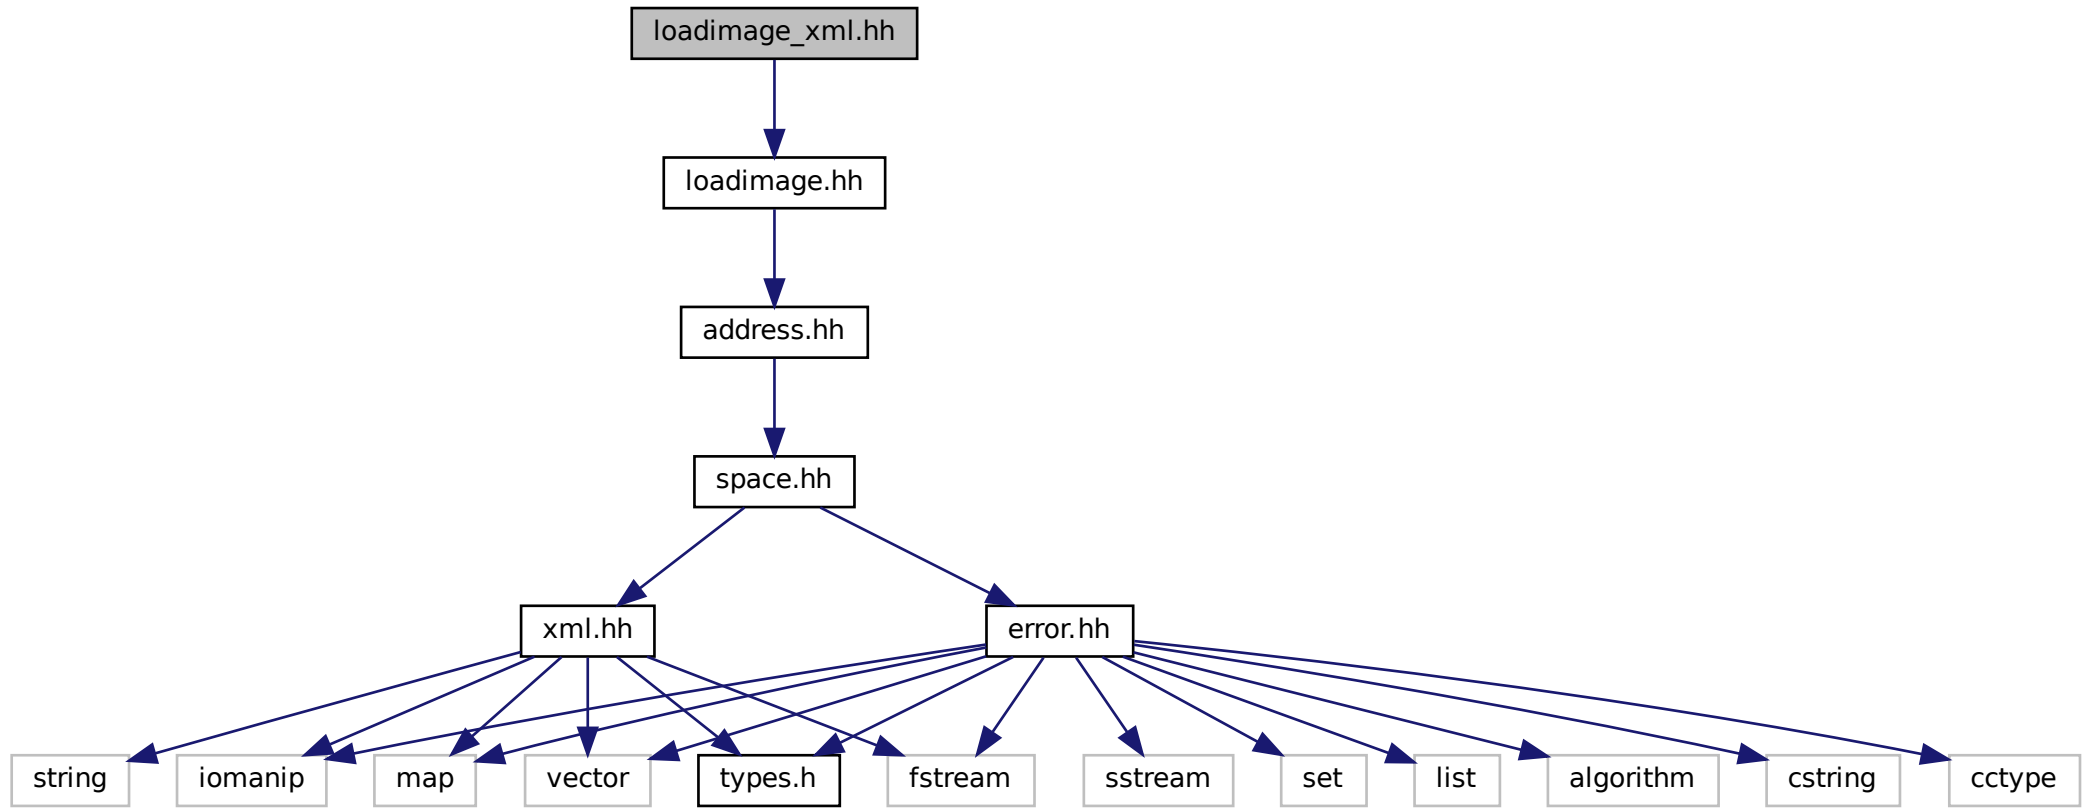 loadimage_xml.hh
loadimage.hh
address.hh
space.hh
xml.hh
error.hh
string
iomanip
map
vector
types.h
fstream
sstream
set
list
algorithm
cstring
cctype